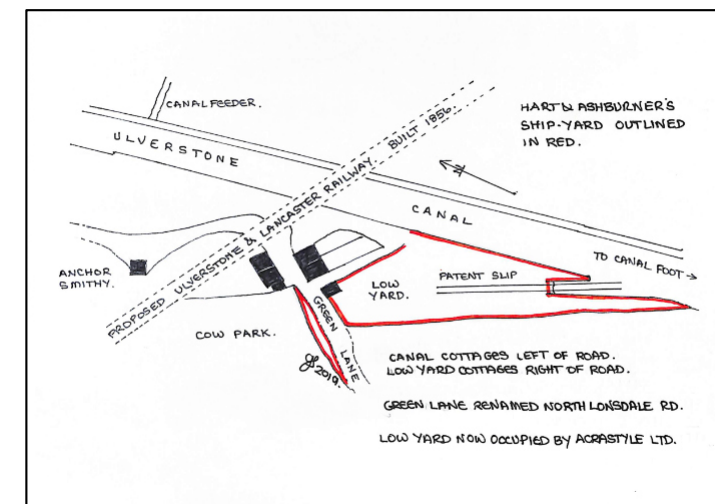 CANAL FEEDER.
ULVERSTONE
CANAL
PROPOSED ULVERSTONE & LANCASTER RAILWAY BUILT 1856.
HART & ASHBURNER'S
SHIP-YARD OUTLINED
IN RED.
N
TO CANAL FOOT
ANCHOR
SMITHY.
LOW
YARD.
PATENT SLIP
COW PARK.
GREEN
LANE
2019.
CANAL COTTAGES LEFT OF ROAD.
LOW YARD COTTAGES RIGHT OF ROAD.
GREEN LANE RENAMED NORTH LONSDALE RD.
LOW YARD NOW OCCUPIED BY ACRASTYLE LTD.